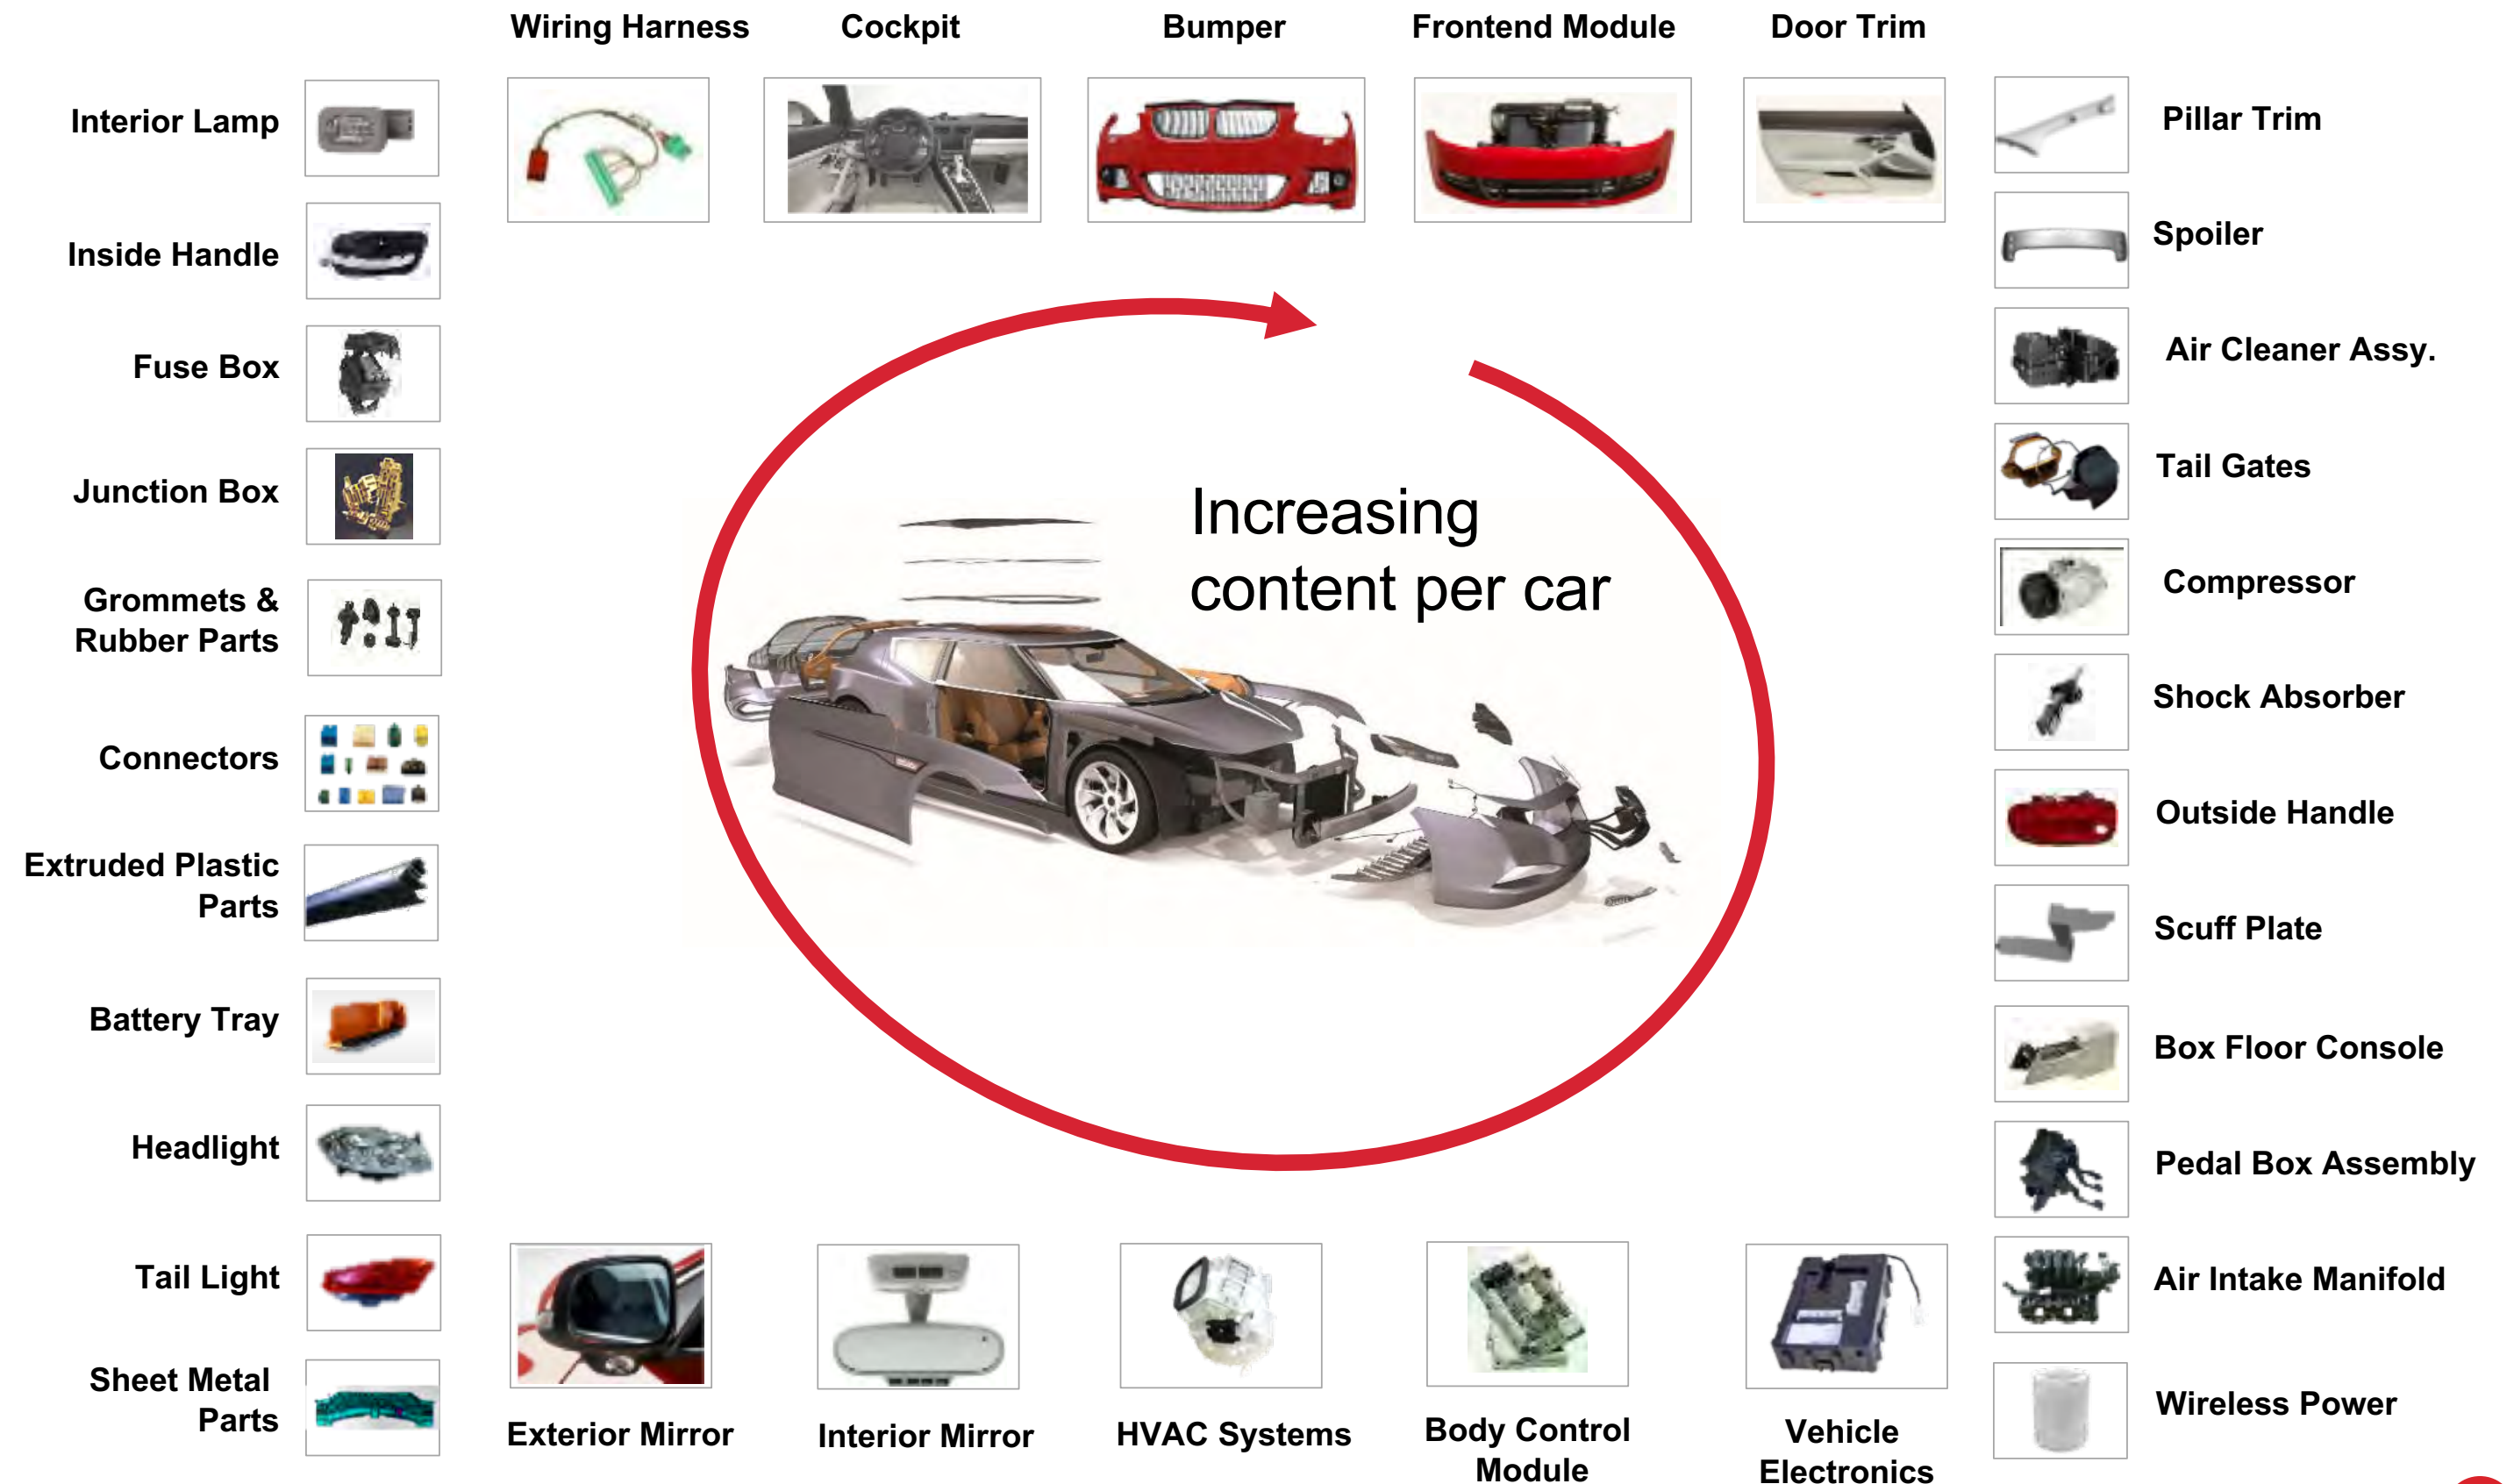 Wiring Harness
Cockpit
Bumper
Frontend Module
Door Trim
Interior Lamp
Inside Handle
Fuse Box
Junction Box
Grommets &
Rubber Parts
Connectors
Extruded Plastic
Parts
Battery Tray
Headlight
Tail Light
Sheet Metal
Parts
Increasing
content per car
Pillar Trim
Spoiler
Air Cleaner Assy.
Tail Gates
Compressor
Shock Absorber
Outside Handle
Scuff Plate
Box Floor Console
Pedal Box Assembly
Air Intake Manifold
Wireless Power
Exterior Mirror
Interior Mirror
HVAC Systems
Body Control
Module
Vehicle
Electronics